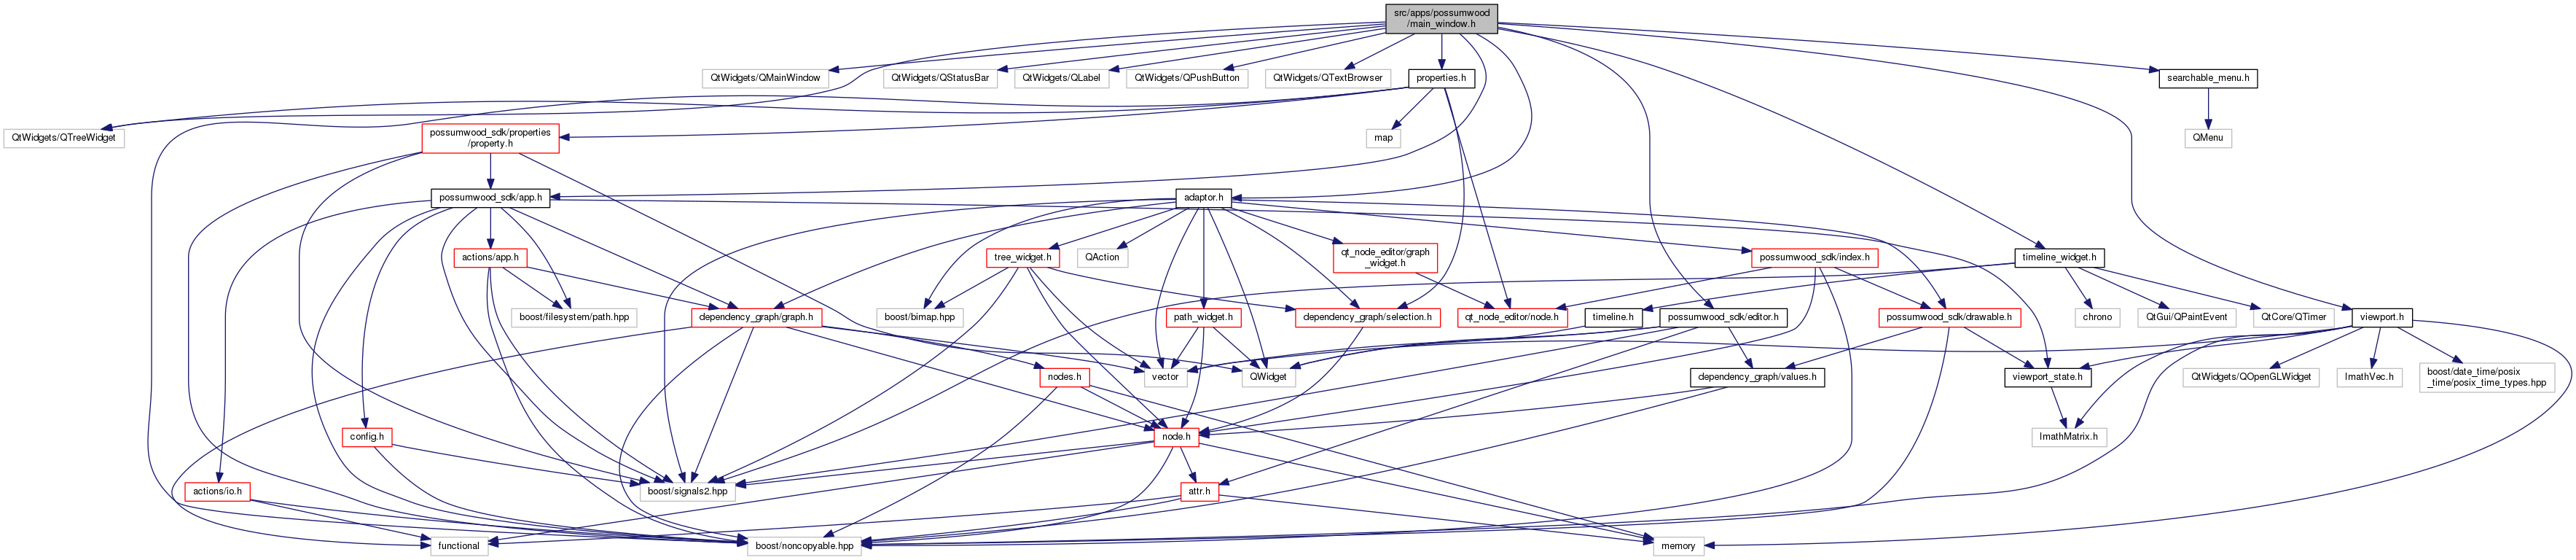 src/apps/possumwood
/main_window.h
QtWidgets/QMainWindow
QtWidgets/QStatusBar
QtWidgets/QLabel
QtWidgets/QPushButton
QtWidgets/QTextBrowser
properties.h
searchable_menu.h
QtWidgets/QTreeWidget
possumwood_sdk/properties
/property.h
map
QMenu
possumwood_sdk/app.h
adaptor.h
actions/app.h
tree_widget.h
QAction
qt_node_editor/graph
_widget.h
possumwood_sdk/index.h
timeline_widget.h
boost/filesystem/path.hpp
dependency_graph/graph.h
boost/bimap.hpp
path_widget.h
dependency_graph/selection.h
qt_node_editor/node.h
timeline.h
possumwood_sdk/editor.h
possumwood_sdk/drawable.h
chrono
QtGui/QPaintEvent
QtCore/QTimer
viewport.h
nodes.h
vector
QWidget
dependency_graph/values.h
viewport_state.h
QtWidgets/QOpenGLWidget
ImathVec.h
boost/date_time/posix
_time/posix_time_types.hpp
config.h
node.h
ImathMatrix.h
actions/io.h
boost/signals2.hpp
attr.h
functional
boost/noncopyable.hpp
memory